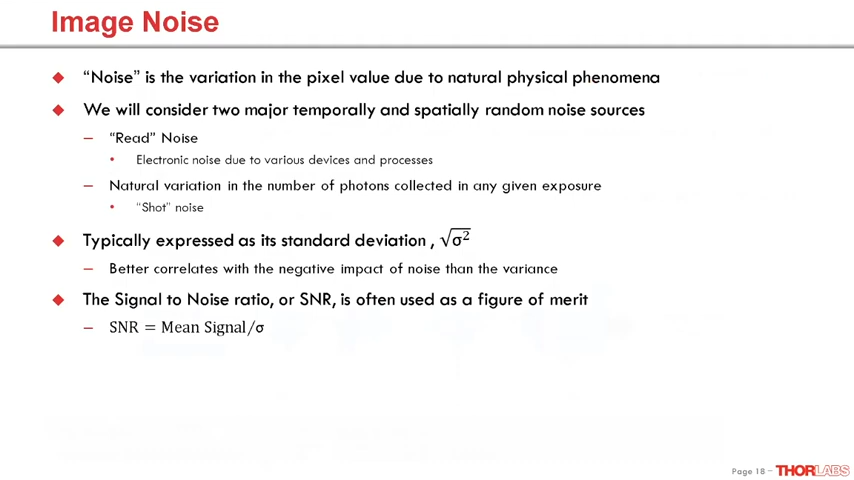 Image Noise
◆ “Noise” is the variation in the pixel value due to natural physical phenomena
◆ We will consider two major temporally and spatially random noise sources
– “Read” Noise
• Electronic noise due to various devices and processes
– Natural variation in the number of photons collected in any given exposure
• “Shot” noise
◆ Typically expressed as its standard deviation , √σ²
– Better correlates with the negative impact of noise than the variance
◆ The Signal to Noise ratio, or SNR, is often used as a figure of merit
– SNR = Mean Signal/σ
Page 18 – THORLABS